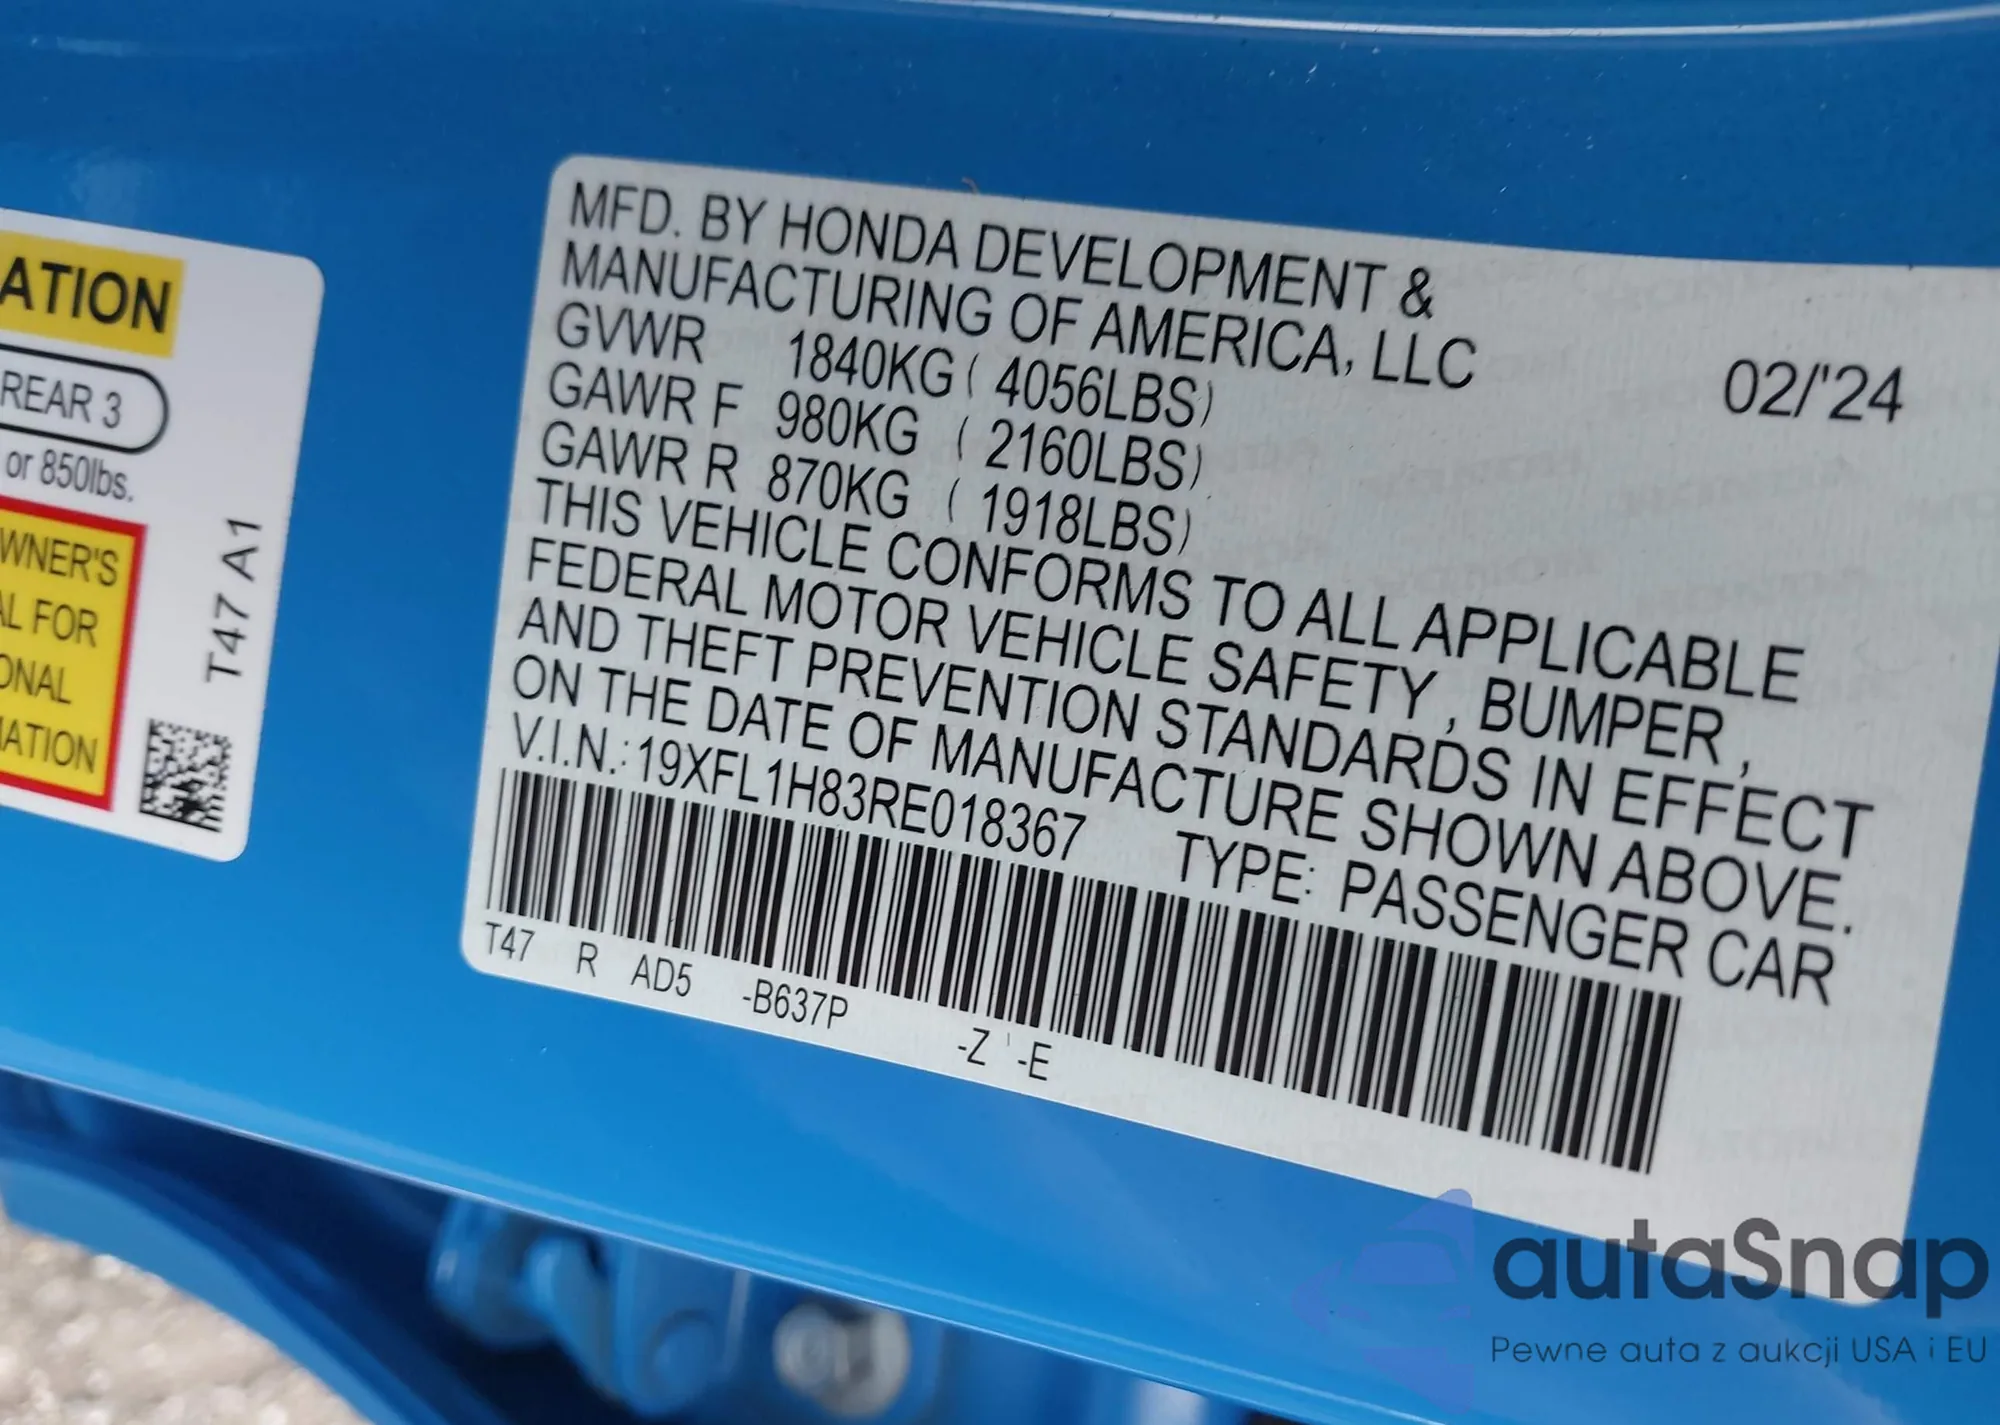 ATION
REAR 3
or 850lbs.
WNER'S
AL FOR
ONAL
MATION
T47 A1
MFD. BY HONDA DEVELOPMENT &
MANUFACTURING OF AMERICA, LLC
GVWR 1840KG ( 4056LBS) 02/'24
GAWR F 980KG ( 2160LBS)
GAWR R 870KG ( 1918LBS)
THIS VEHICLE CONFORMS TO ALL APPLICABLE
FEDERAL MOTOR VEHICLE SAFETY , BUMPER ,
AND THEFT PREVENTION STANDARDS IN EFFECT
ON THE DATE OF MANUFACTURE SHOWN ABOVE.
V.I.N.: 19XFL1H83RE018367 TYPE: PASSENGER CAR
T47 R AD5 -B637P -Z '-E
autaSnap
Pewne auta z aukcji USA i EU